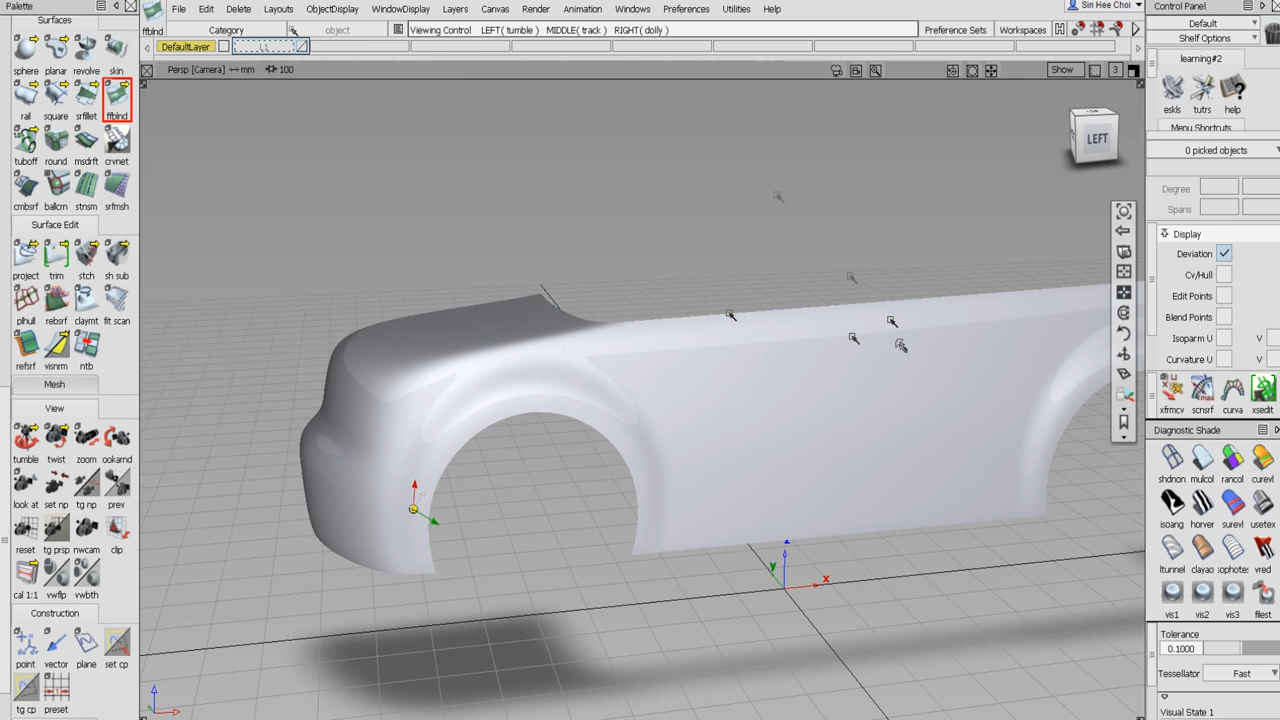 Palette
Surfaces
sphere planar revolve skin
rail square srfillet ffblnd
tuboff round msdrft crvnet
cmbsrf ballcrn stnsm srfmsh
Surface Edit
project trim stch sh sub
plhull rebsrf claymt fit scan
refsrf visnrm ntb
Mesh
View
tumble twist zoom ookarnd
look at set np tg np prev
reset tg prsp nwcam clip
cal 1:1 vwflp vwbth
Construction
point vector plane set cp
tg cp preset
ffblnd
File Edit Delete Layouts ObjectDisplay WindowDisplay Layers Canvas Render Animation Windows Preferences Utilities Help
Sin Hee Choi
Category object Viewing Control LEFT( tumble ) MIDDLE( track ) RIGHT( dolly ) Preference Sets Workspaces
DefaultLayer L1
Persp [Camera] mm 100 Show 3
LEFT
z
y
x
Control Panel
Default
Shelf Options
learning#2
eskls tutrs help
Menu Shortcuts
0 picked objects
Degree
Spans
Display
Deviation
Cv/Hull
Edit Points
Blend Points
Isoparm U V
Curvature U V
xfrmcv scnsrf curva xsedit
Diagnostic Shade
shdnon mulcol rancol curevl
isoang horver surevl usetex
ltunnel clayao sophotes vred
vis1 vis2 vis3 filest
Tolerance
0.1000
Tessellator Fast
Visual State 1